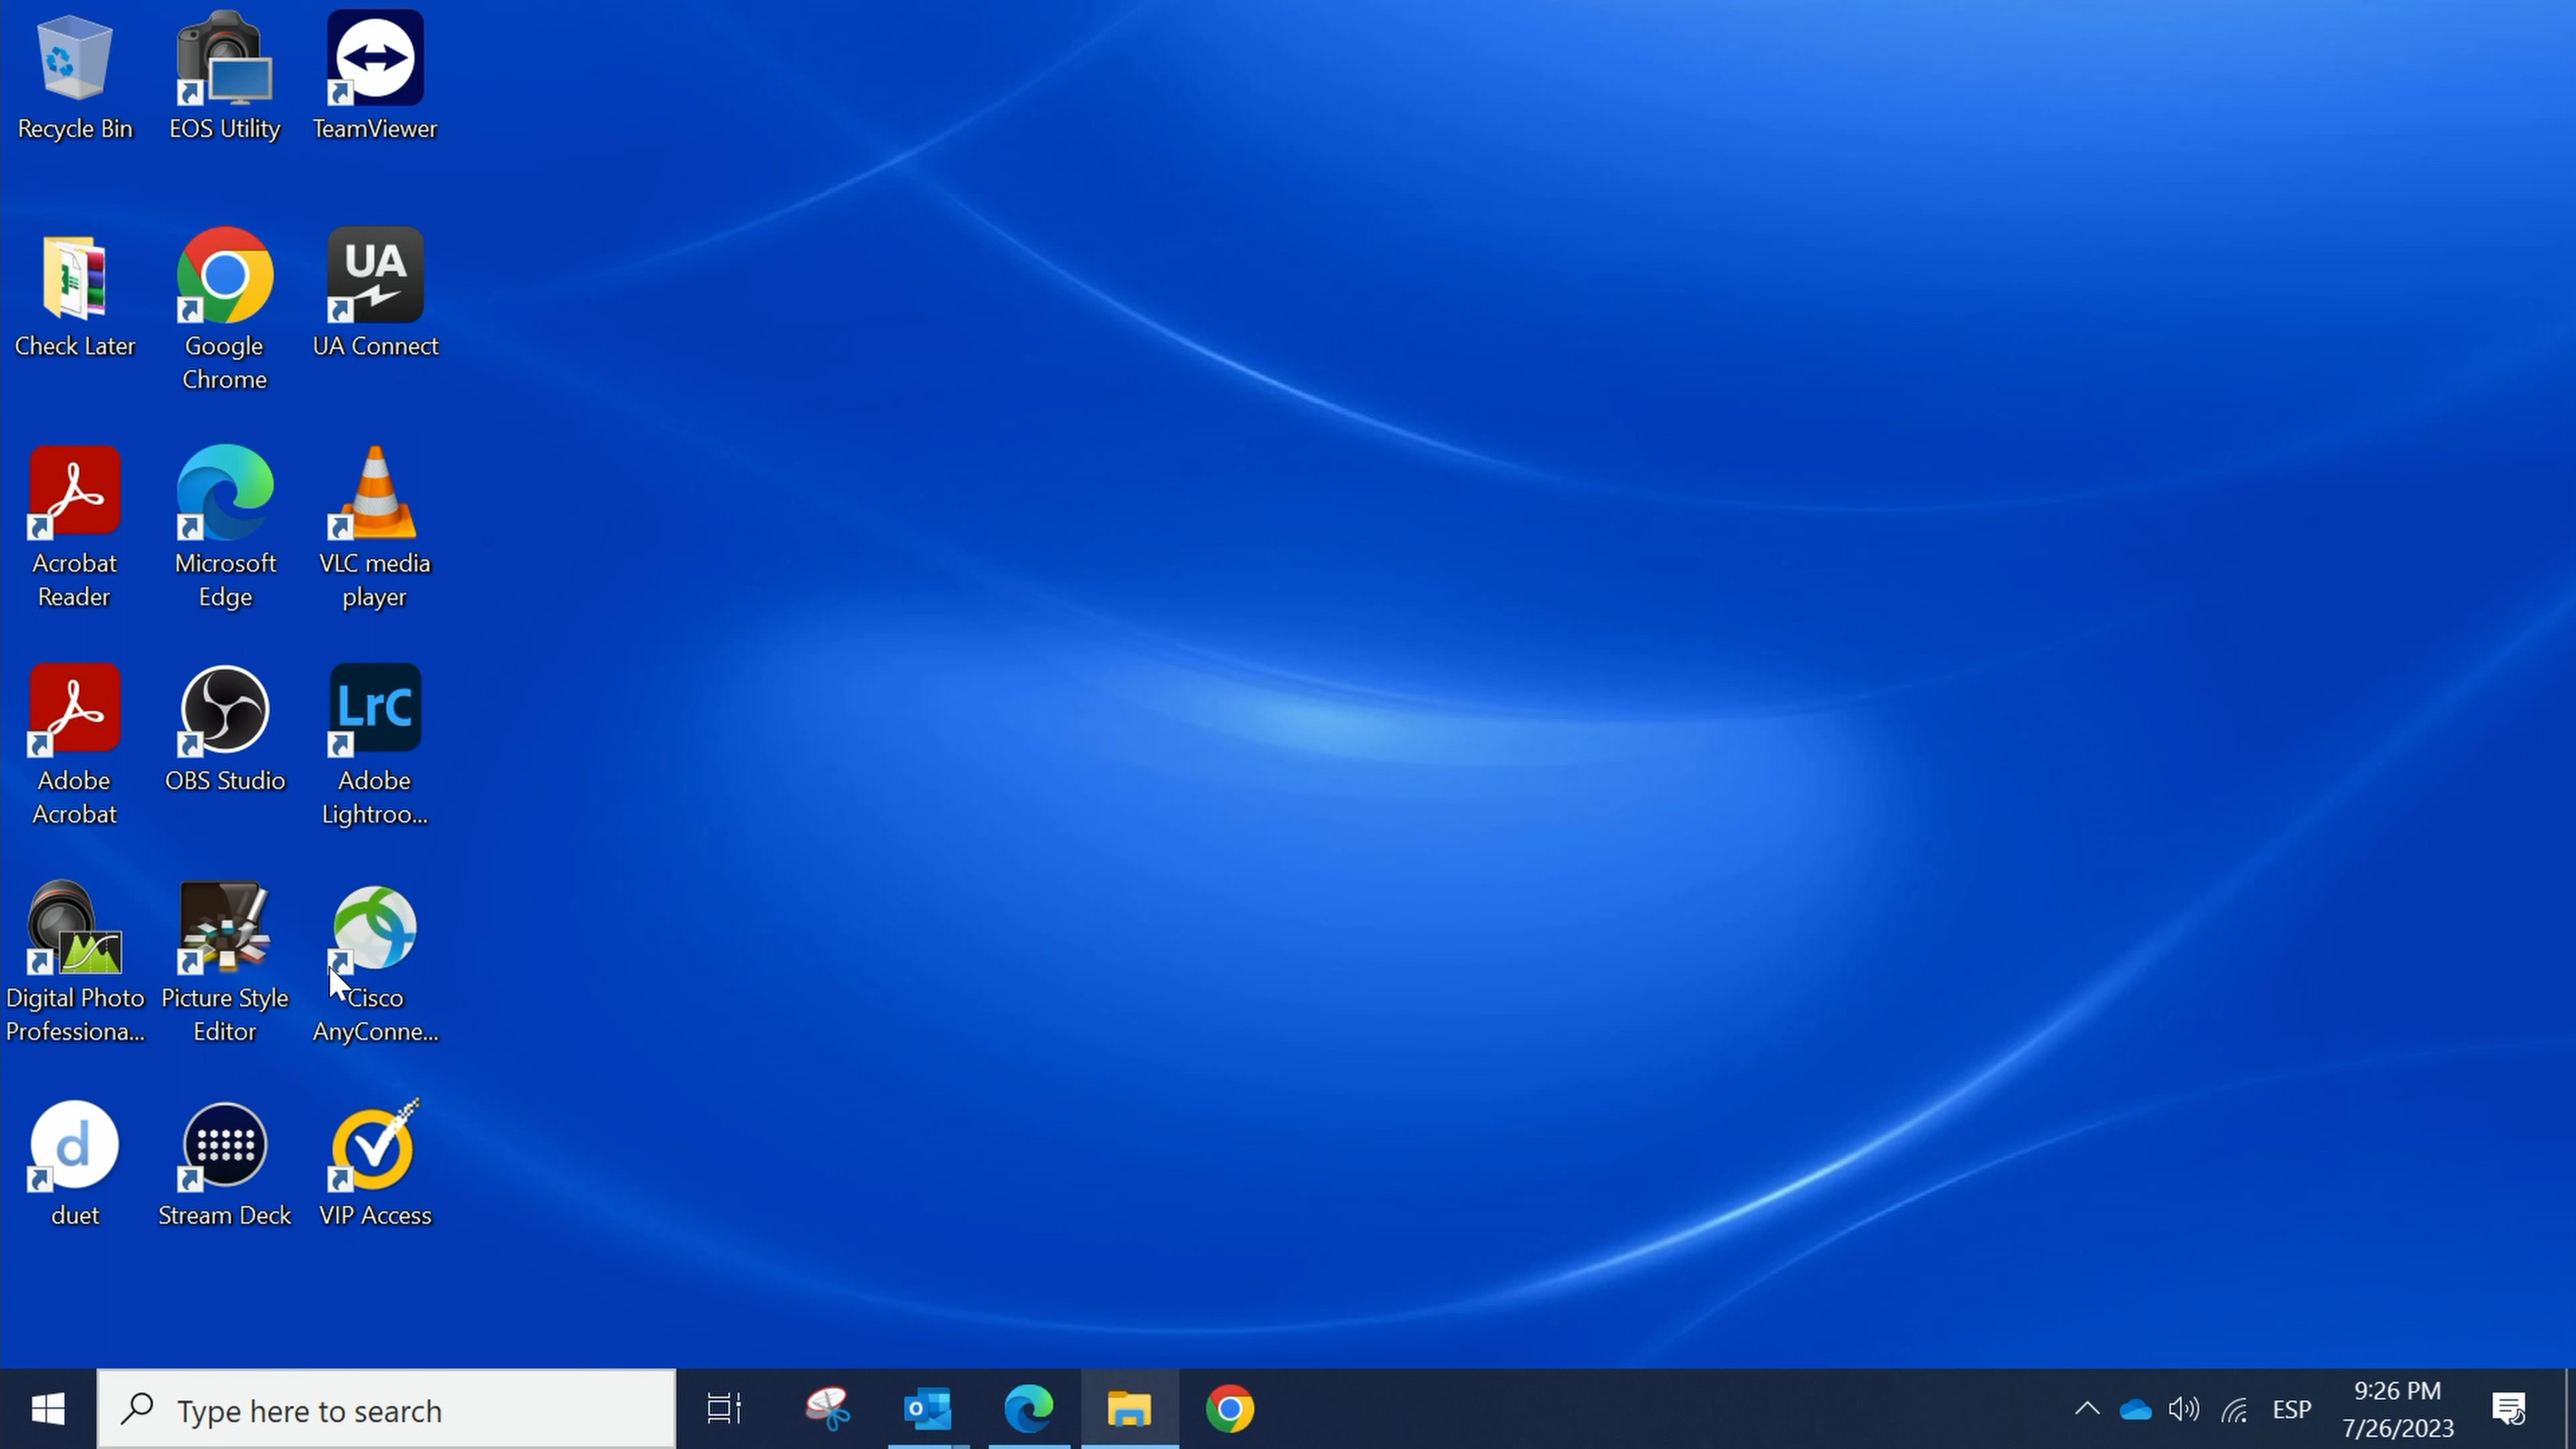 Recycle Bin
EOS Utility
TeamViewer
Check Later
Google
Chrome
UA
UA Connect
Acrobat
Reader
Microsoft
Edge
VLC media
player
Adobe
Acrobat
OBS Studio
LrC
Adobe
Lightroo...
Digital Photo
Professiona...
Picture Style
Editor
Cisco
AnyConne...
d
duet
Stream Deck
VIP Access
Type here to search
ESP
9:26 PM
7/26/2023